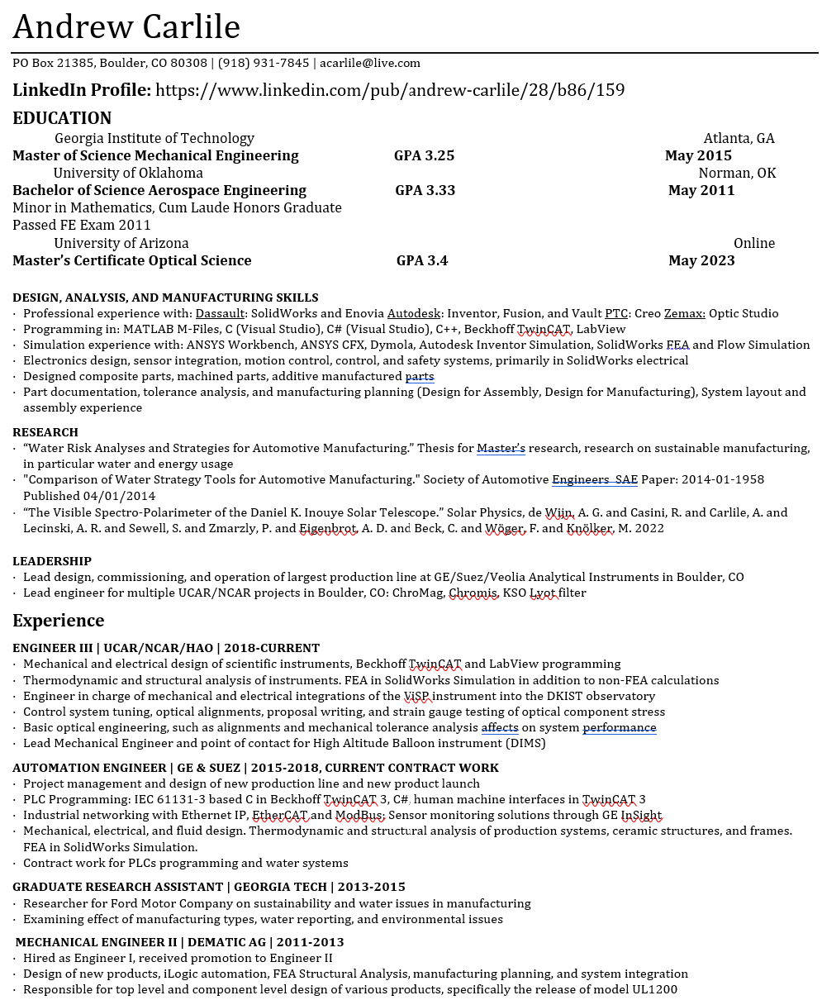 Andrew Carlile
PO Box 21385, Boulder, CO 80308 | (918) 931-7845 | acarlile@live.com
LinkedIn Profile: https://www.linkedin.com/pub/andrew-carlile/28/b86/159
EDUCATION
Georgia Institute of Technology Atlanta, GA
Master of Science Mechanical Engineering GPA 3.25 May 2015
University of Oklahoma Norman, OK
Bachelor of Science Aerospace Engineering GPA 3.33 May 2011
Minor in Mathematics, Cum Laude Honors Graduate
Passed FE Exam 2011
University of Arizona Online
Master’s Certificate Optical Science GPA 3.4 May 2023
DESIGN, ANALYSIS, AND MANUFACTURING SKILLS
· Professional experience with: Dassault: SolidWorks and Enovia Autodesk: Inventor, Fusion, and Vault PTC: Creo Zemax: Optic Studio
· Programming in: MATLAB M-Files, C (Visual Studio), C# (Visual Studio), C++, Beckhoff TwinCAT, LabView
· Simulation experience with: ANSYS Workbench, ANSYS CFX, Dymola, Autodesk Inventor Simulation, SolidWorks FEA and Flow Simulation
· Electronics design, sensor integration, motion control, control, and safety systems, primarily in SolidWorks electrical
· Designed composite parts, machined parts, additive manufactured parts
· Part documentation, tolerance analysis, and manufacturing planning (Design for Assembly, Design for Manufacturing), System layout and
assembly experience
RESEARCH
· “Water Risk Analyses and Strategies for Automotive Manufacturing.” Thesis for Master’s research, research on sustainable manufacturing,
in particular water and energy usage
· "Comparison of Water Strategy Tools for Automotive Manufacturing." Society of Automotive Engineers SAE Paper: 2014-01-1958
Published 04/01/2014
· “The Visible Spectro-Polarimeter of the Daniel K. Inouye Solar Telescope.” Solar Physics, de Wijn, A. G. and Casini, R. and Carlile, A. and
Lecinski, A. R. and Sewell, S. and Zmarzly, P. and Eigenbrot, A. D. and Beck, C. and Wöger, F. and Knölker, M. 2022
LEADERSHIP
· Lead design, commissioning, and operation of largest production line at GE/Suez/Veolia Analytical Instruments in Boulder, CO
· Lead engineer for multiple UCAR/NCAR projects in Boulder, CO: ChroMag, Chromis, KSO Lyot filter
Experience
ENGINEER III | UCAR/NCAR/HAO | 2018-CURRENT
· Mechanical and electrical design of scientific instruments, Beckhoff TwinCAT and LabView programming
· Thermodynamic and structural analysis of instruments. FEA in SolidWorks Simulation in addition to non-FEA calculations
· Engineer in charge of mechanical and electrical integrations of the ViSP instrument into the DKIST observatory
· Control system tuning, optical alignments, proposal writing, and strain gauge testing of optical component stress
· Basic optical engineering, such as alignments and mechanical tolerance analysis affects on system performance
· Lead Mechanical Engineer and point of contact for High Altitude Balloon instrument (DIMS)
AUTOMATION ENGINEER | GE & SUEZ | 2015-2018, CURRENT CONTRACT WORK
· Project management and design of new production line and new product launch
· PLC Programming: IEC 61131-3 based C in Beckhoff TwinCAT 3, C#, human machine interfaces in TwinCAT 3
· Industrial networking with Ethernet IP, EtherCAT and ModBus; Sensor monitoring solutions through GE InSight
· Mechanical, electrical, and fluid design. Thermodynamic and structural analysis of production systems, ceramic structures, and frames.
FEA in SolidWorks Simulation.
· Contract work for PLCs programming and water systems
GRADUATE RESEARCH ASSISTANT | GEORGIA TECH | 2013-2015
· Researcher for Ford Motor Company on sustainability and water issues in manufacturing
· Examining effect of manufacturing types, water reporting, and environmental issues
MECHANICAL ENGINEER II | DEMATIC AG | 2011-2013
· Hired as Engineer I, received promotion to Engineer II
· Design of new products, iLogic automation, FEA Structural Analysis, manufacturing planning, and system integration
· Responsible for top level and component level design of various products, specifically the release of model UL1200